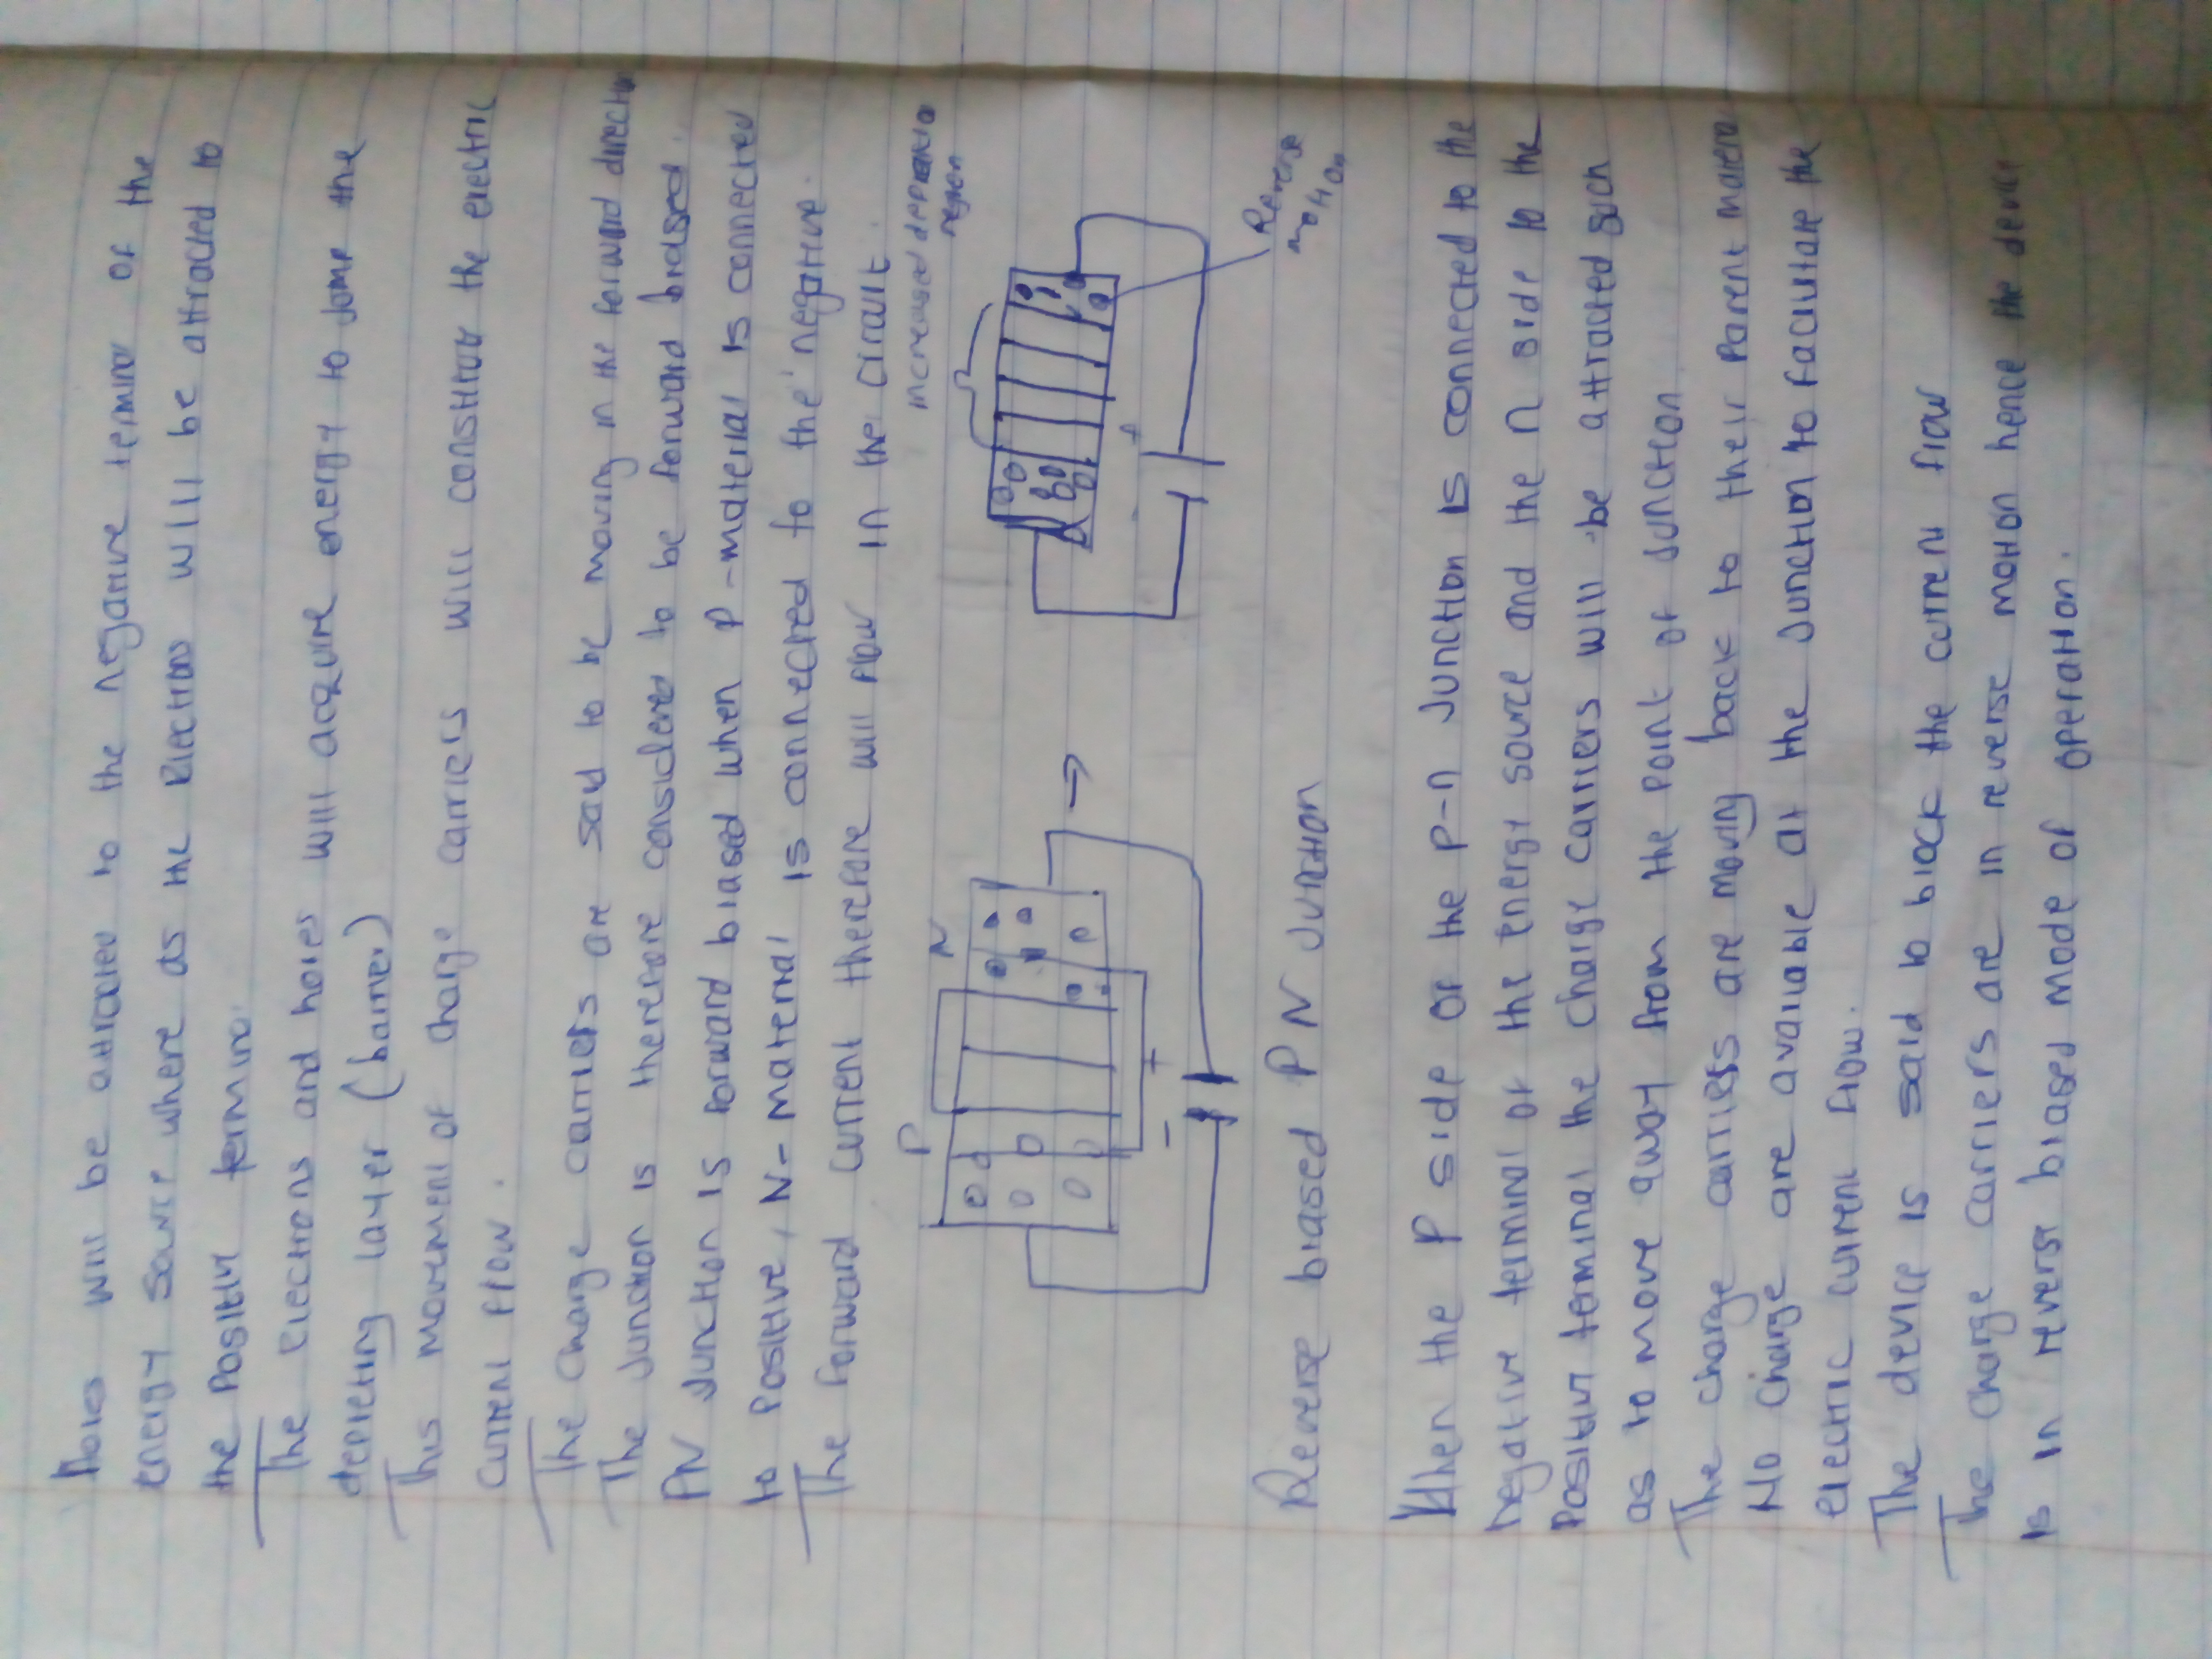 Holes will be attracted to the negative terminal of the
energy source where as the Electrons will be attracted to
the positive terminal
The electrons and holes will acquire energy to jomp the
depleting layer (barrier)
This movement of charge carriers will constitute the electric
current flow.
The charge carriers are said to be moving in the forward direction
The Junction is therefore considered to be forward biased.
PN Junction is forward biased when P-material is connected
to positive, N-material is connected to the negative.
The forward current therefore will flow in the circuit.
P
N
increased depletion
region
- +
- +
Reverse
motion
Reverse biased PN Junction
When the P side of the p-n Junction is connected to the
negative terminal of the energy source and the n side to the
Positive terminal the charge carriers will be attracted such
as to move away from the point of Junction
The charge carriers are moving back to their parent material
No charge are available at the Junction to facilitate the
electric current flow.
The device is said to block the current flow
The charge carriers are in reverse motion hence the device
is in reverse biased mode of operation.